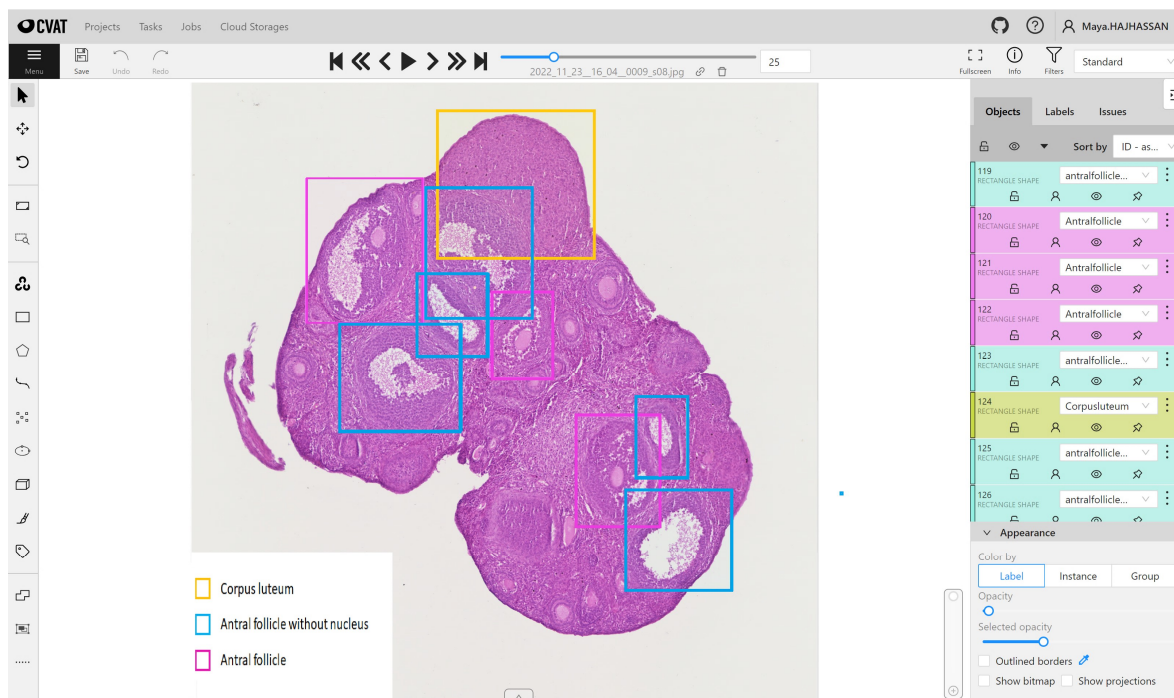 CVAT Projects Tasks Jobs Cloud Storages Maya.HAJHASSAN
Menu Save Undo Redo 2022_11_23__16_04__0009_s08.jpg 25 Fullscreen Info Filters Standard
Objects Labels Issues
Sort by ID - as...
119 antralfollicle...
RECTANGLE SHAPE
120 Antralfollicle
RECTANGLE SHAPE
121 Antralfollicle
RECTANGLE SHAPE
122 Antralfollicle
RECTANGLE SHAPE
123 antralfollicle...
RECTANGLE SHAPE
124 Corpusluteum
RECTANGLE SHAPE
125 antralfollicle...
RECTANGLE SHAPE
126 antralfollicle...
RECTANGLE SHAPE
Appearance
Color by
Label Instance Group
Opacity
Selected opacity
Outlined borders
Show bitmap Show projections
Corpus luteum
Antral follicle without nucleus
Antral follicle